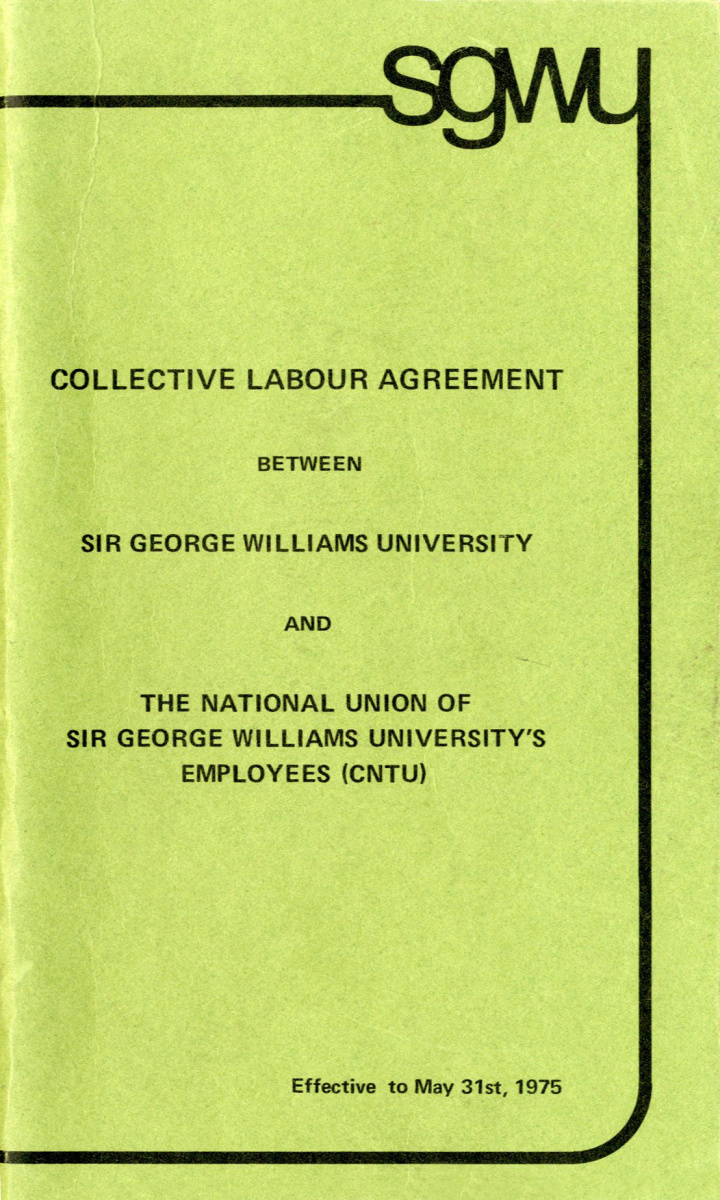 sgwu
COLLECTIVE LABOUR AGREEMENT
BETWEEN
SIR GEORGE WILLIAMS UNIVERSITY
AND
THE NATIONAL UNION OF
SIR GEORGE WILLIAMS UNIVERSITY'S
EMPLOYEES (CNTU)
Effective to May 31st, 1975